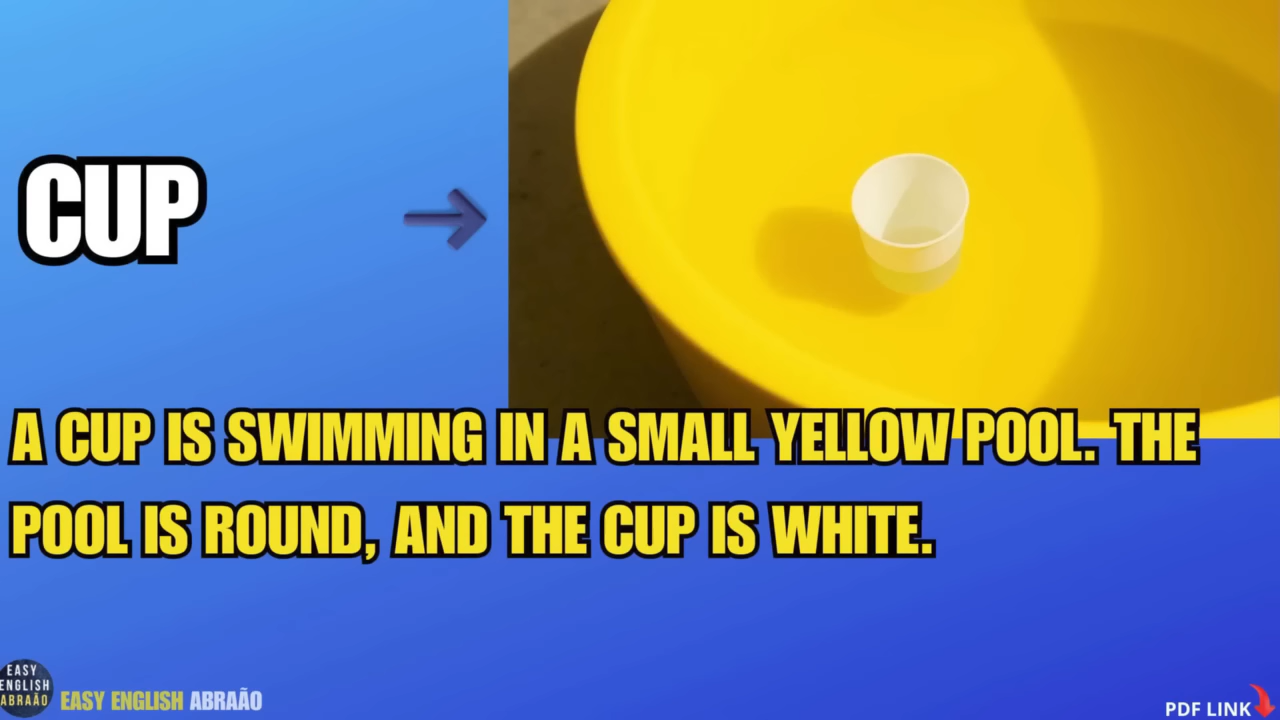 CUP
A CUP IS SWIMMING IN A SMALL YELLOW POOL. THE
POOL IS ROUND, AND THE CUP IS WHITE.
EASY
ENGLISH
ABRAÃO
EASY ENGLISH ABRAÃO
PDF LINK